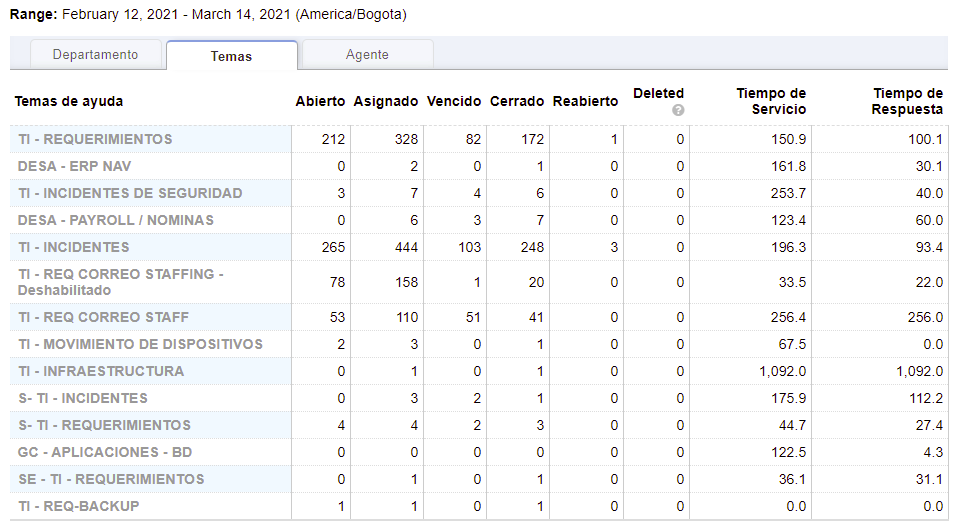 Range: February 12, 2021 - March 14, 2021 (America/Bogota)
Departamento Temas Agente
Temas de ayuda Abierto Asignado Vencido Cerrado Reabierto Deleted ? Tiempo de Servicio Tiempo de Respuesta
TI - REQUERIMIENTOS 212 328 82 172 1 0 150.9 100.1
DESA - ERP NAV 0 2 0 1 0 0 161.8 30.1
TI - INCIDENTES DE SEGURIDAD 3 7 4 6 0 0 253.7 40.0
DESA - PAYROLL / NOMINAS 0 6 3 7 0 0 123.4 60.0
TI - INCIDENTES 265 444 103 248 3 0 196.3 93.4
TI - REQ CORREO STAFFING -
Deshabilitado 78 158 1 20 0 0 33.5 22.0
TI - REQ CORREO STAFF 53 110 51 41 0 0 256.4 256.0
TI - MOVIMIENTO DE DISPOSITIVOS 2 3 0 1 0 0 67.5 0.0
TI - INFRAESTRUCTURA 0 1 0 1 0 0 1,092.0 1,092.0
S- TI - INCIDENTES 0 3 2 1 0 0 175.9 112.2
S- TI - REQUERIMIENTOS 4 4 2 3 0 0 44.7 27.4
GC - APLICACIONES - BD 0 0 0 0 0 0 122.5 4.3
SE - TI - REQUERIMIENTOS 0 1 0 1 0 0 36.1 31.1
TI - REQ-BACKUP 1 1 0 1 0 0 0.0 0.0